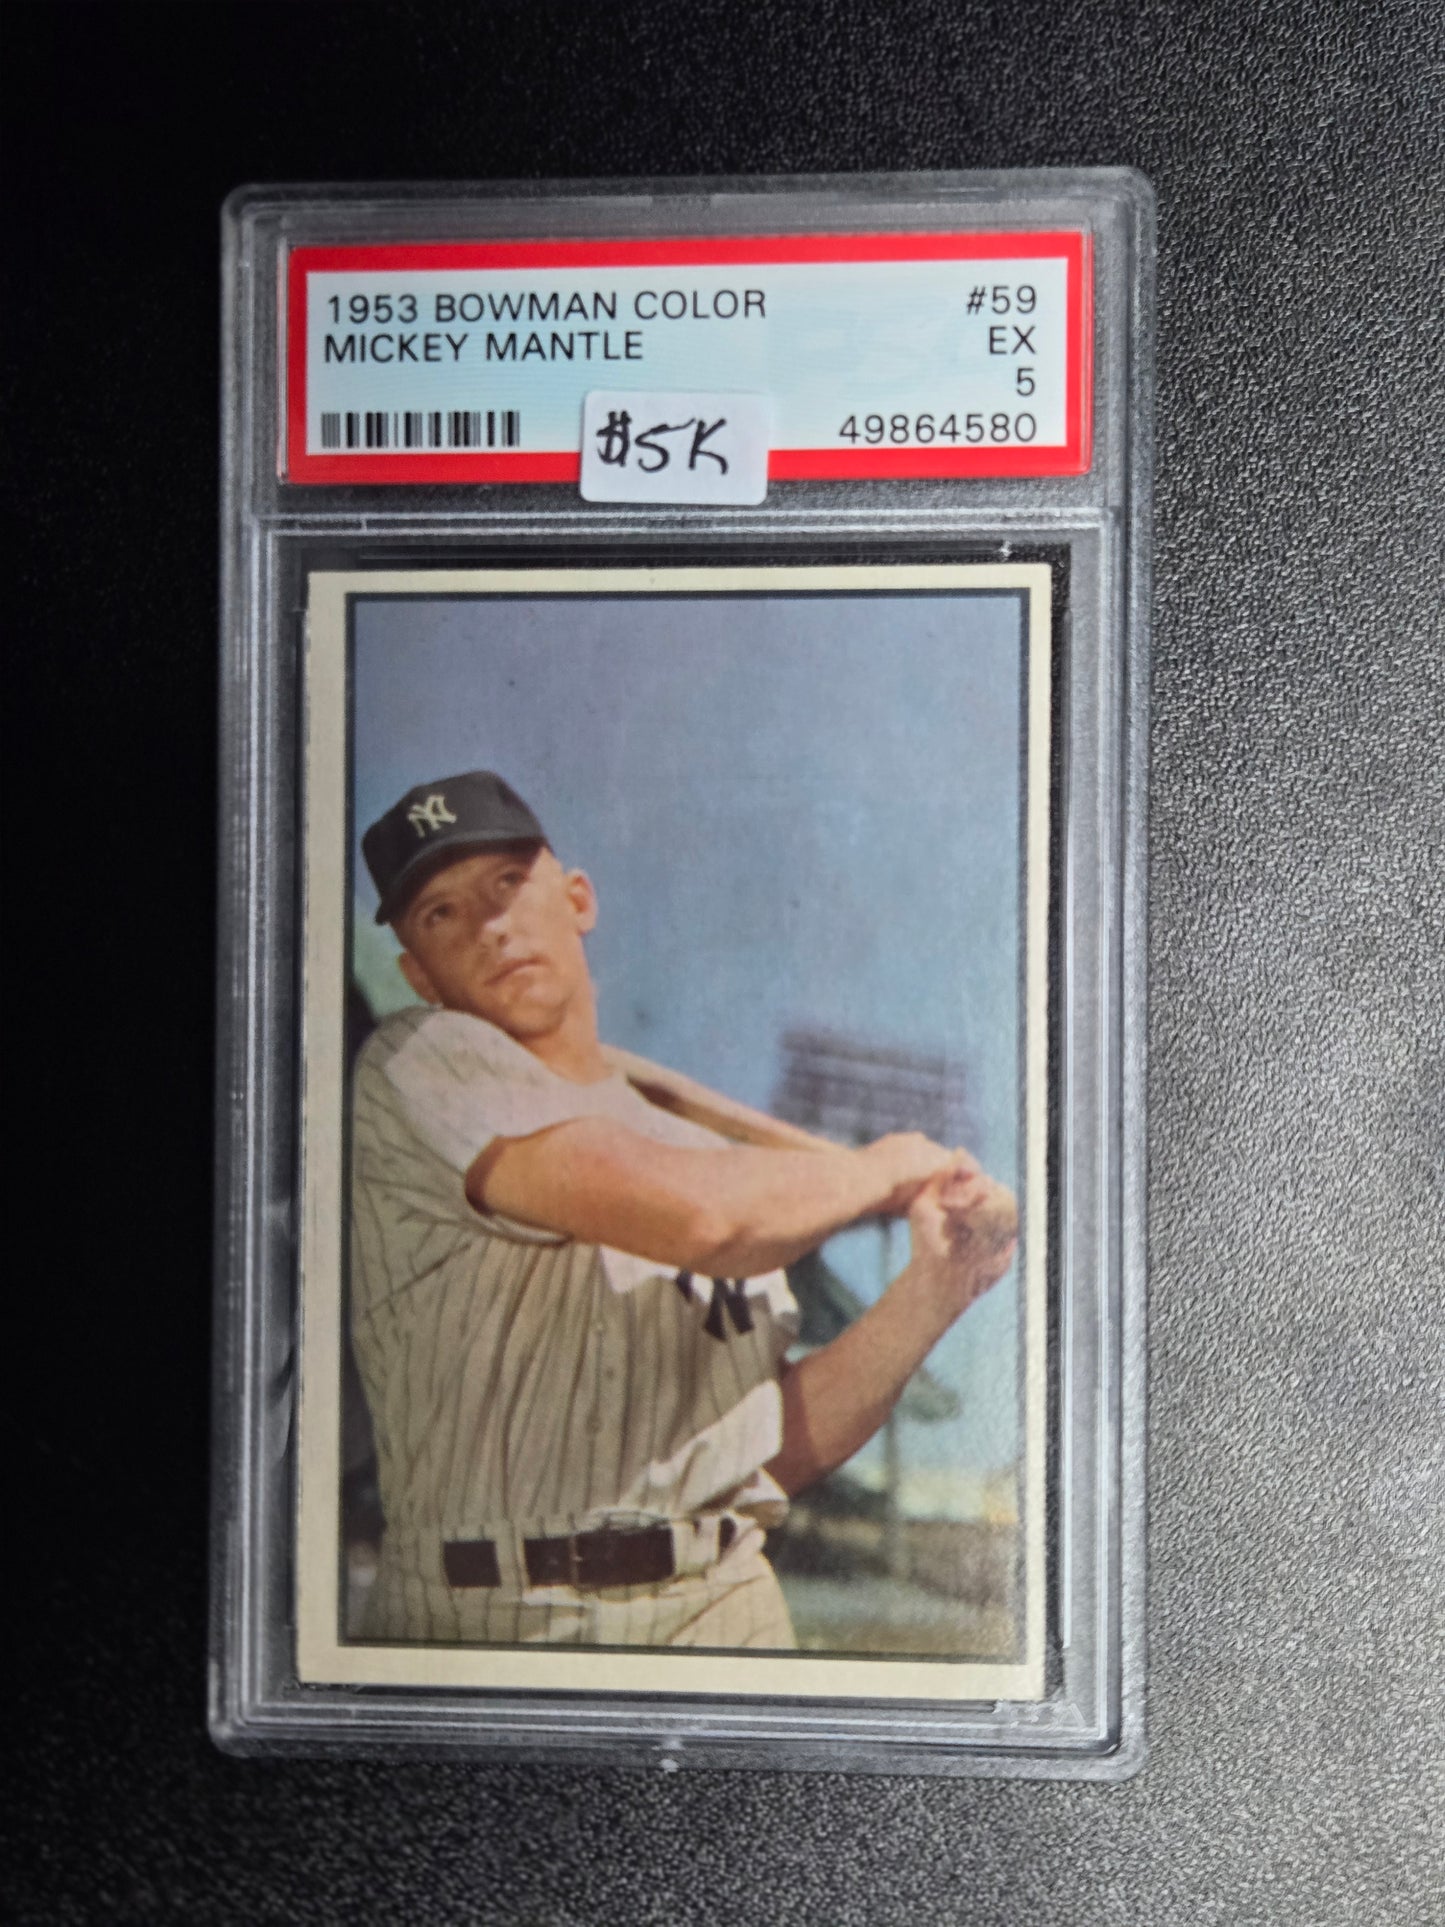 1953 BOWMAN COLOR #59
MICKEY MANTLE EX
5
49864580
$5K
NY